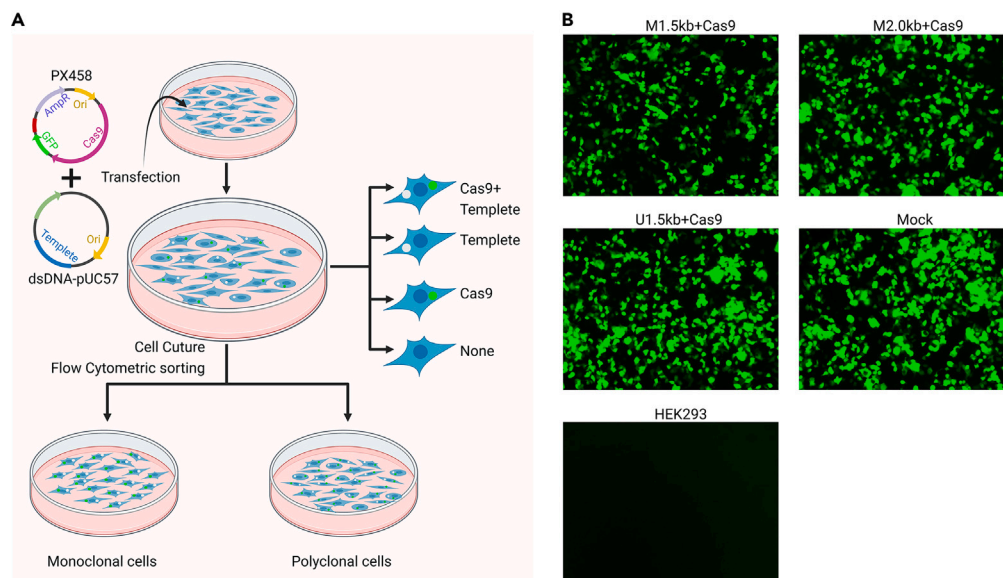 A
PX458
AmpR
Ori
Cas9
GFP
Transfection
Templete
Ori
dsDNA-pUC57
Cas9+
Templete
Templete
Cas9
None
Cell Cuture
Flow Cytometric sorting
Monoclonal cells
Polyclonal cells
B
M1.5kb+Cas9
M2.0kb+Cas9
U1.5kb+Cas9
Mock
HEK293